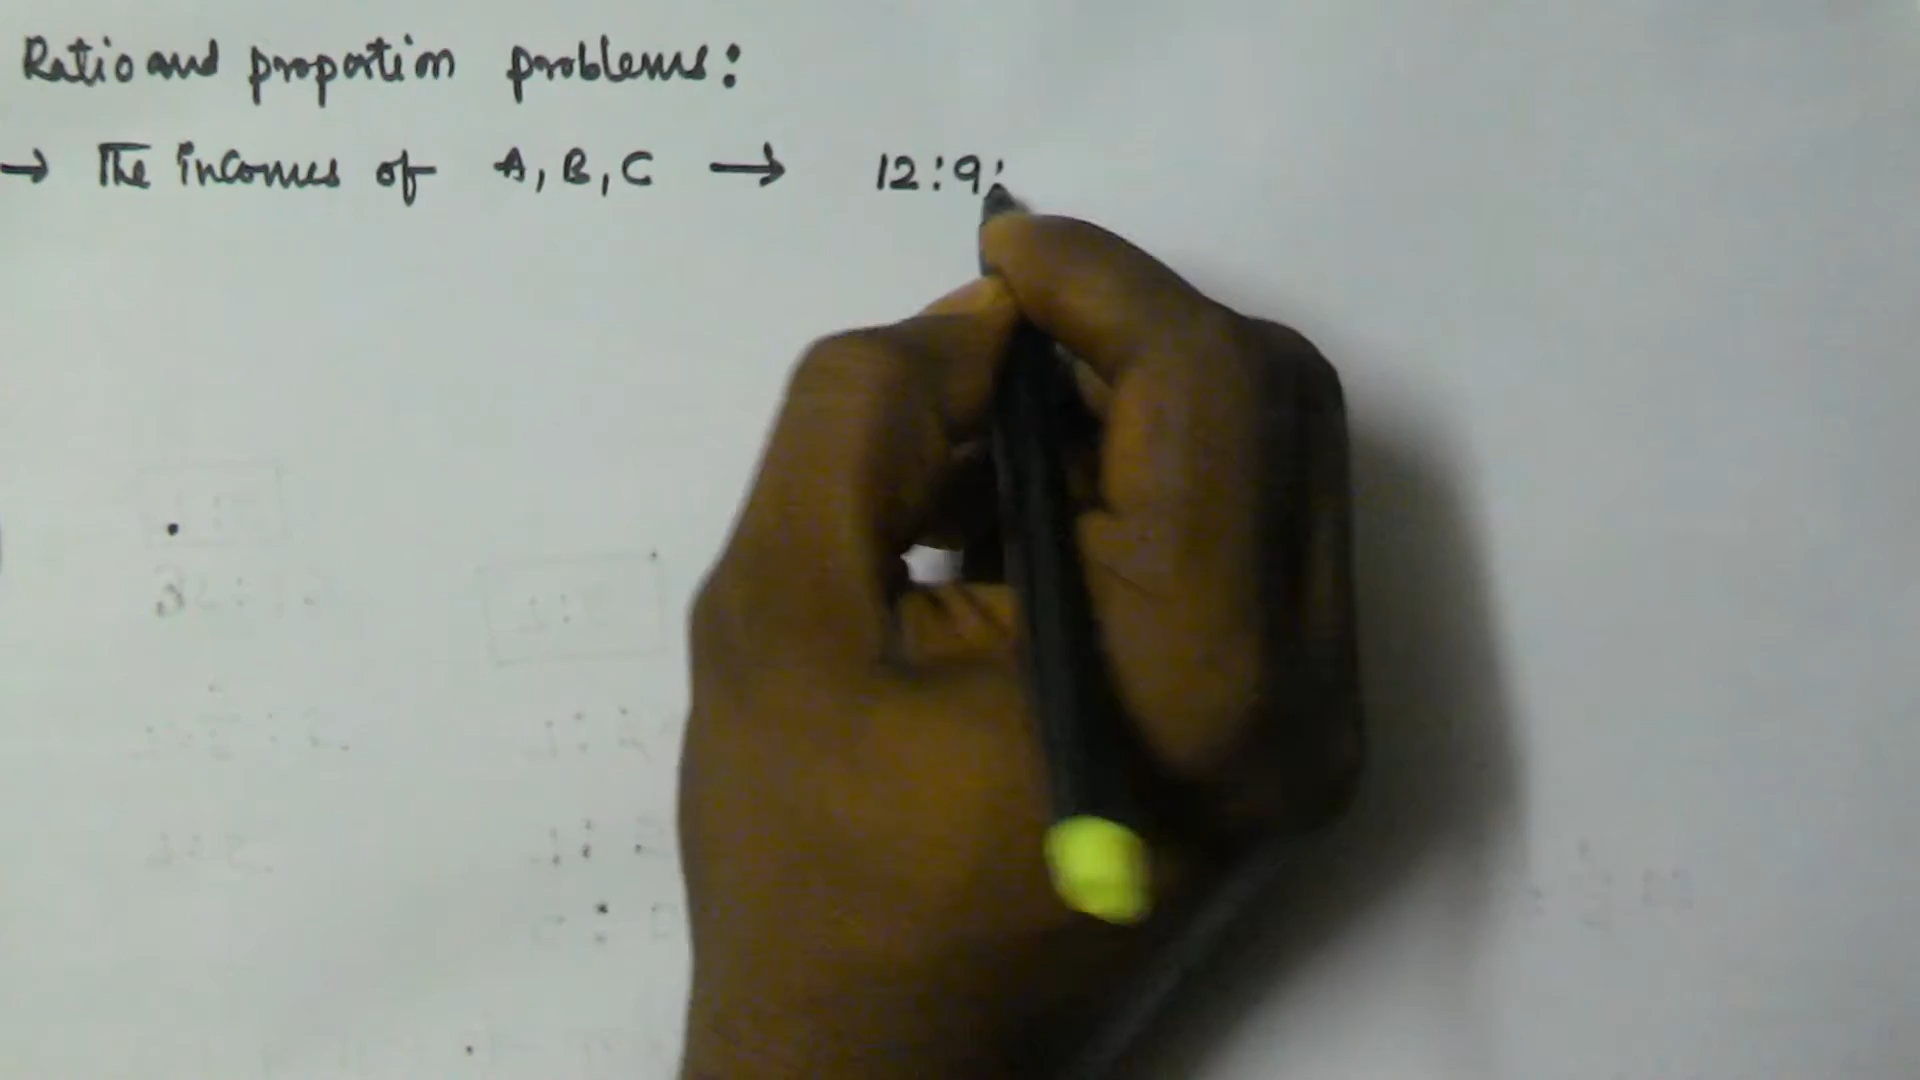 Ratio and proportion problems:
→ The incomes of A, B, C → 12:9: